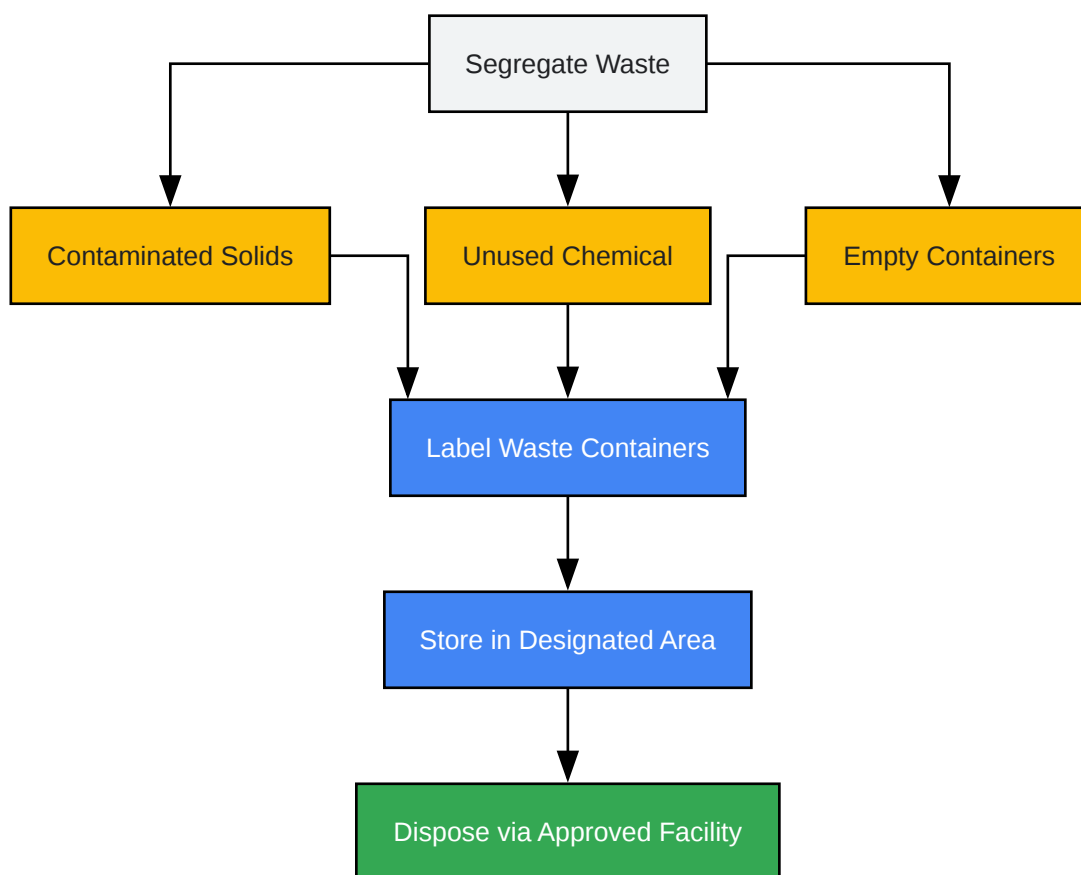 Segregate Waste
Contaminated Solids
Unused Chemical
Empty Containers
Label Waste Containers
Store in Designated Area
Dispose via Approved Facility